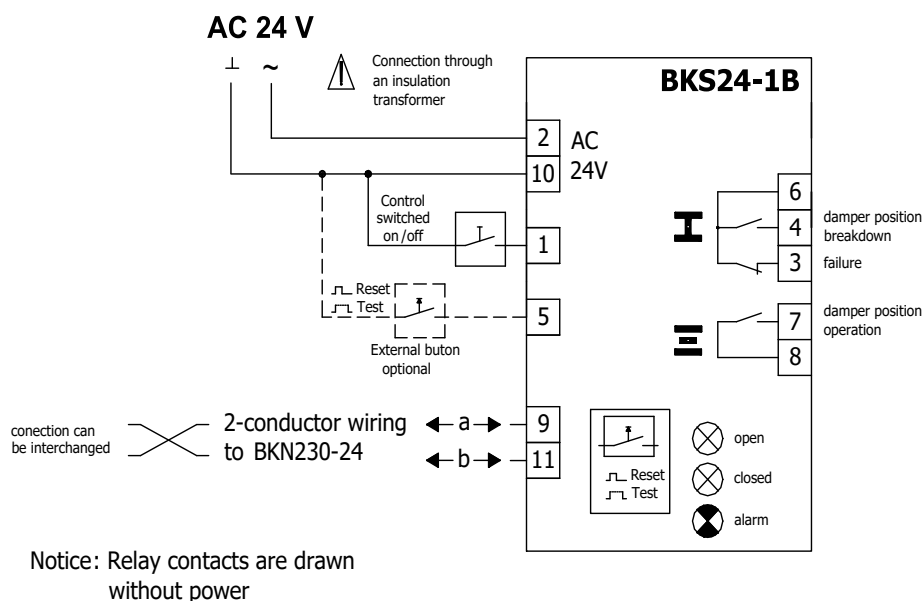 AC 24 V
⊥ ~
Connection through
an insulation
transformer
BKS24-1B
2
AC
10
24V
Control
switched
on/off
1
6
4
damper position
breakdown
3
failure
Reset
Test
5
External buton
optional
7
damper position
operation
8
conection can
be interchanged
2-conductor wiring
to BKN230-24
a
9
b
11
Reset
Test
open
closed
alarm
Notice: Relay contacts are drawn
without power